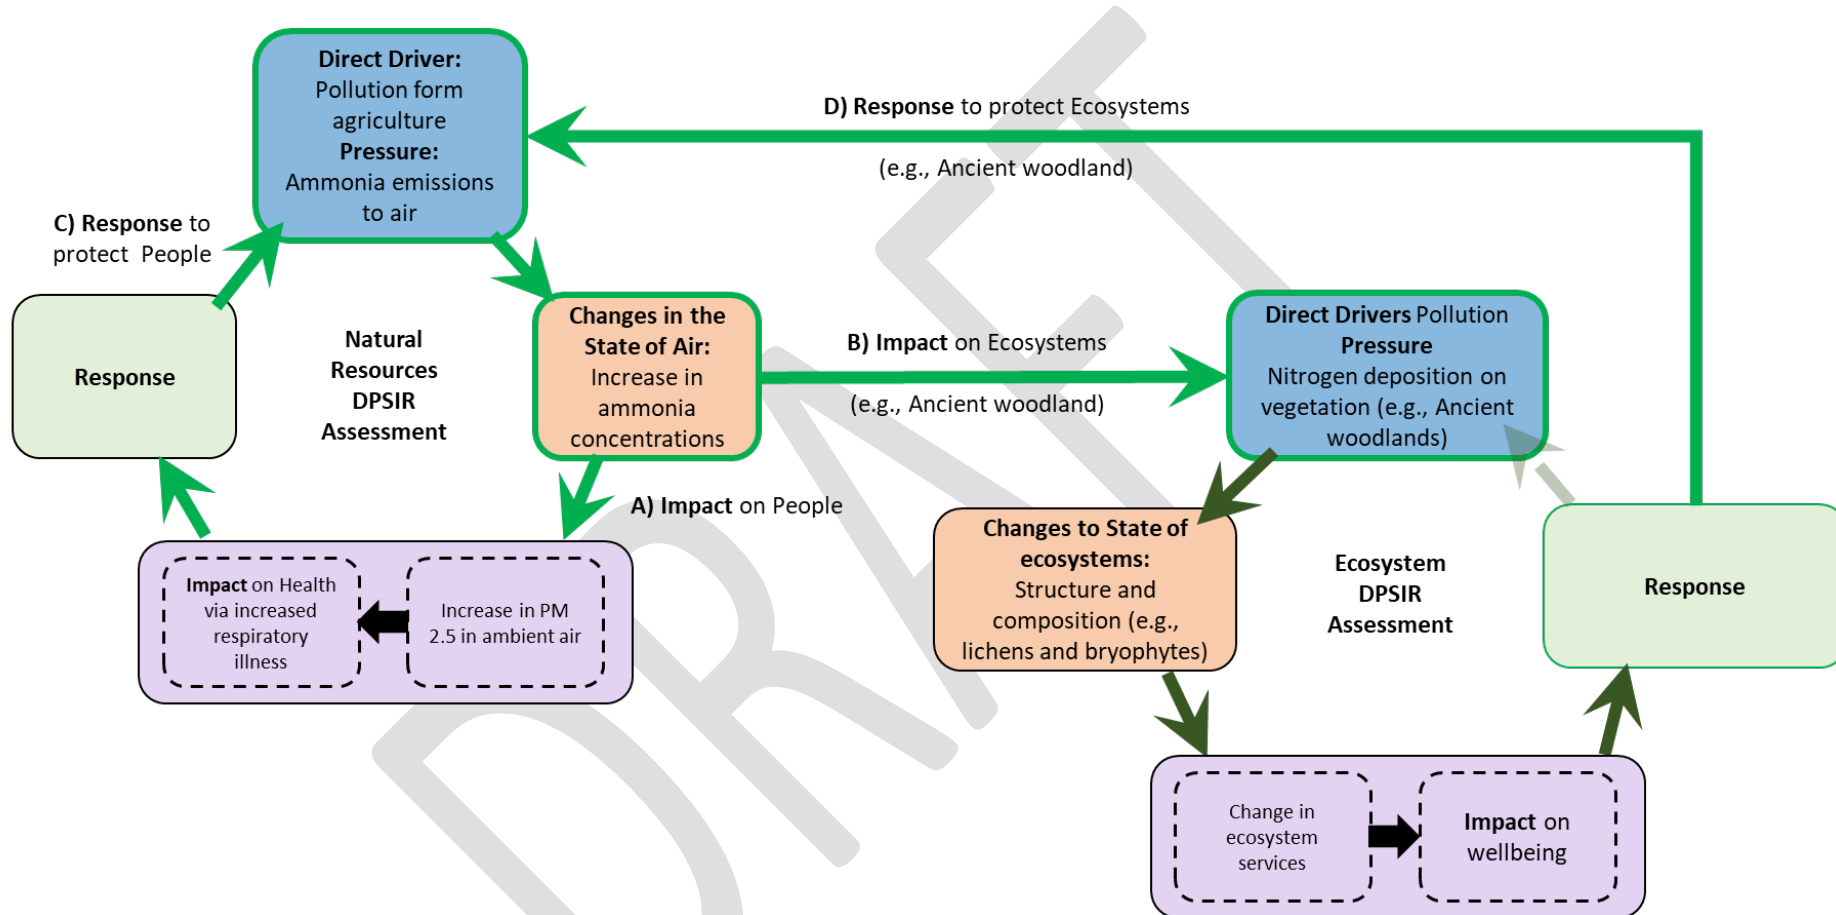 Direct Driver:
Pollution form
agriculture
Pressure:
Ammonia emissions
to air
D) Response to protect Ecosystems
(e.g., Ancient woodland)
C) Response to
protect People
Response
Natural
Resources
DPSIR
Assessment
Changes in the
State of Air:
Increase in
ammonia
concentrations
B) Impact on Ecosystems
(e.g., Ancient woodland)
Direct Drivers Pollution
Pressure
Nitrogen deposition on
vegetation (e.g., Ancient
woodlands)
A) Impact on People
Impact on Health
via increased
respiratory
illness
Increase in PM
2.5 in ambient air
Changes to State of
ecosystems:
Structure and
composition (e.g.,
lichens and bryophytes)
Ecosystem
DPSIR
Assessment
Response
Change in
ecosystem
services
Impact on
wellbeing
DRAFT